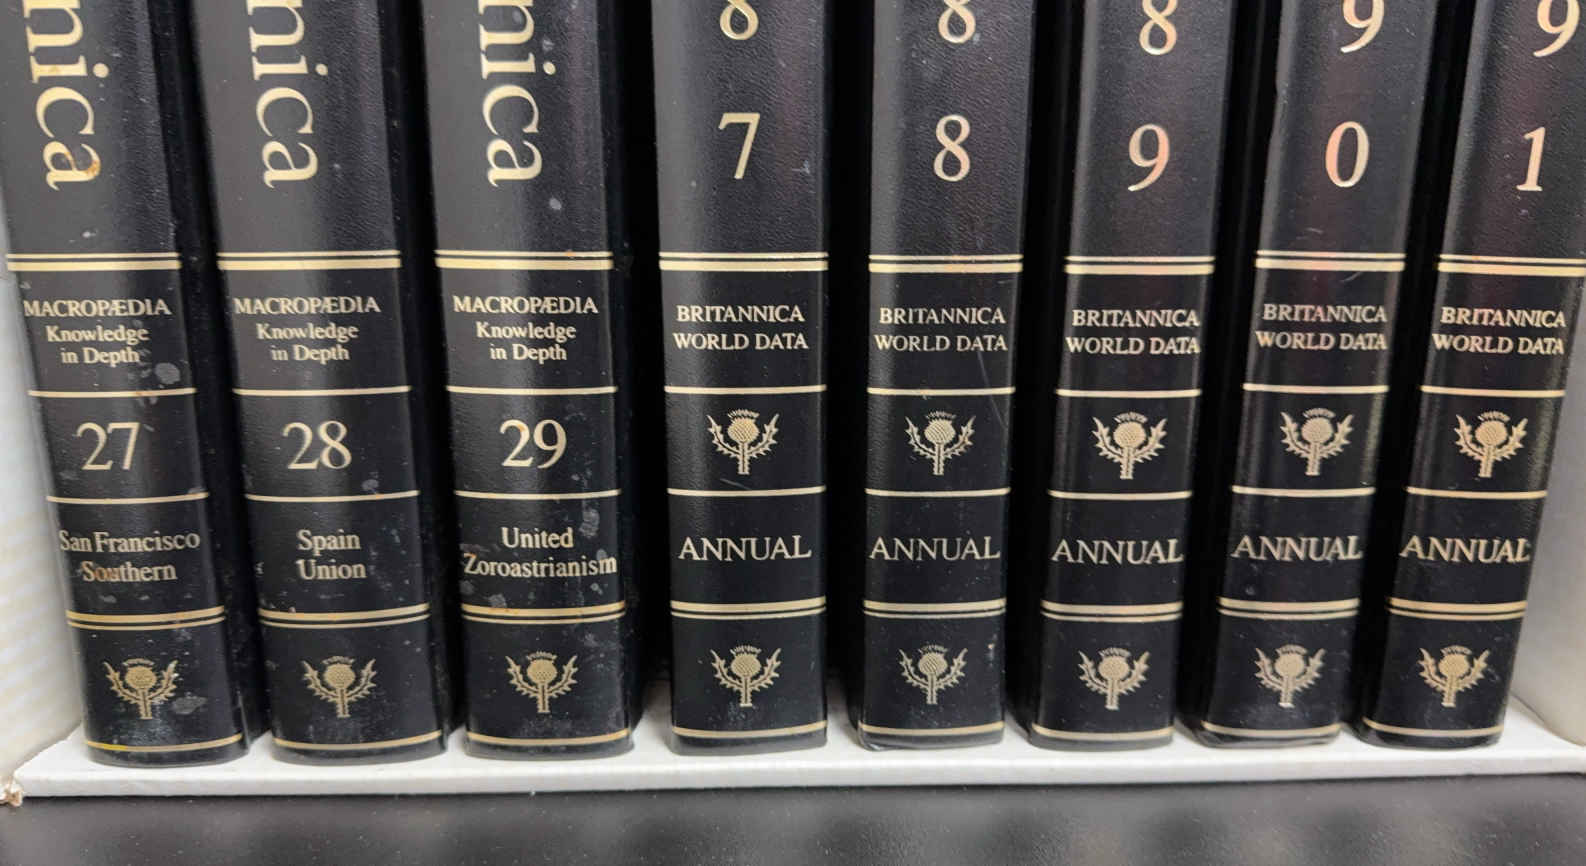 nica
MACROPÆDIA
Knowledge
in Depth
27
San Francisco
Southern
nica
MACROPÆDIA
Knowledge
in Depth
28
Spain
Union
nica
MACROPÆDIA
Knowledge
in Depth
29
United
Zoroastrianism
8
7
BRITANNICA
WORLD DATA
ANNUAL
8
8
BRITANNICA
WORLD DATA
ANNUAL
8
9
BRITANNICA
WORLD DATA
ANNUAL
9
0
BRITANNICA
WORLD DATA
ANNUAL
9
1
BRITANNICA
WORLD DATA
ANNUAL